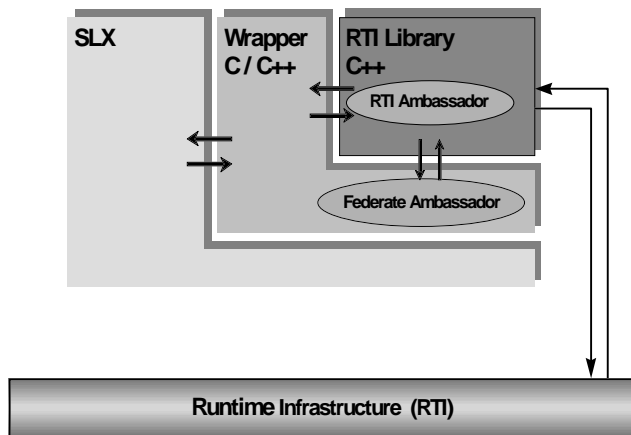 SLX
Wrapper
C / C++
RTI Library
C++
RTI Ambassador
Federate Ambassador
Runtime Infrastructure (RTI)